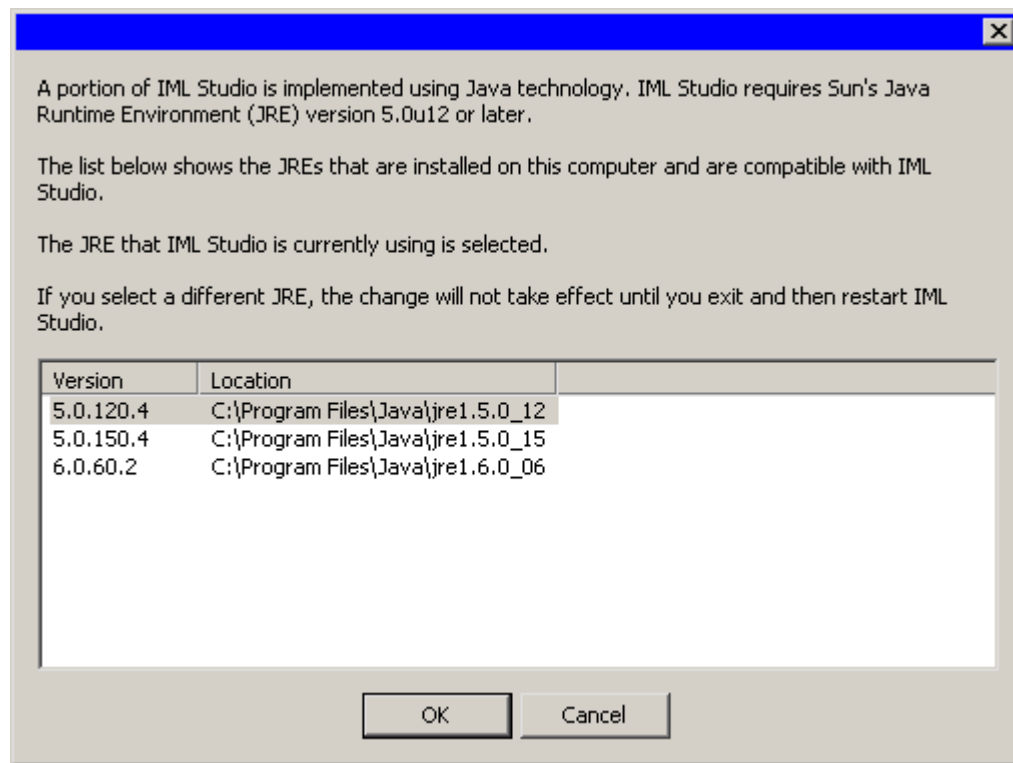 A portion of IML Studio is implemented using Java technology. IML Studio requires Sun's Java
Runtime Environment (JRE) version 5.0u12 or later.
The list below shows the JREs that are installed on this computer and are compatible with IML
Studio.
The JRE that IML Studio is currently using is selected.
If you select a different JRE, the change will not take effect until you exit and then restart IML
Studio.
Version Location
5.0.120.4 C:\Program Files\Java\jre1.5.0_12
5.0.150.4 C:\Program Files\Java\jre1.5.0_15
6.0.60.2 C:\Program Files\Java\jre1.6.0_06
OK Cancel